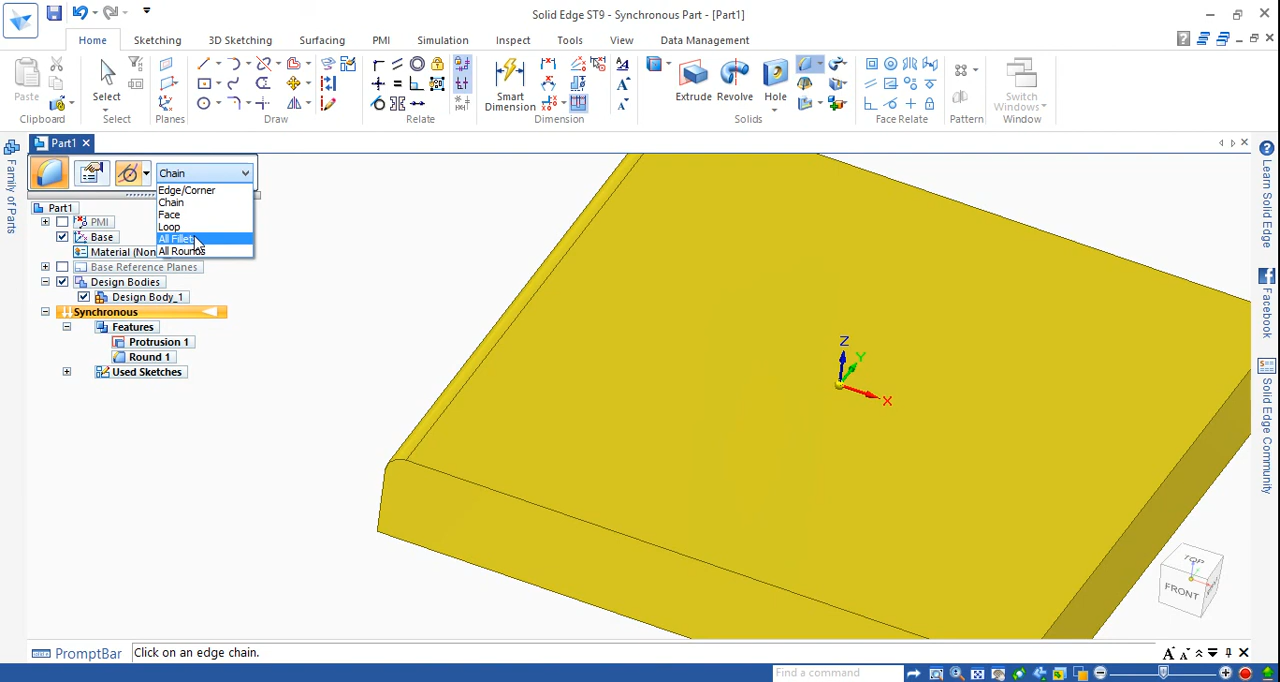 Solid Edge ST9 - Synchronous Part - [Part1]
Home Sketching 3D Sketching Surfacing PMI Simulation Inspect Tools View Data Management
Paste
Clipboard
Select
Select
Planes
Draw
Relate
Smart Dimension
Dimension
Extrude Revolve Hole
Solids
Face Relate
Pattern
Switch Windows
Window
Part1
Family of Parts
Chain
Edge/Corner
Chain
Face
Loop
All Fillets
All Rounds
Part1
PMI
Base
Material (Non
Base Reference Planes
Design Bodies
Design Body_1
Synchronous
Features
Protrusion 1
Round 1
Used Sketches
Z
Y
X
TOP
FRONT
Learn Solid Edge
Facebook
Solid Edge Community
PromptBar Click on an edge chain.
Find a command